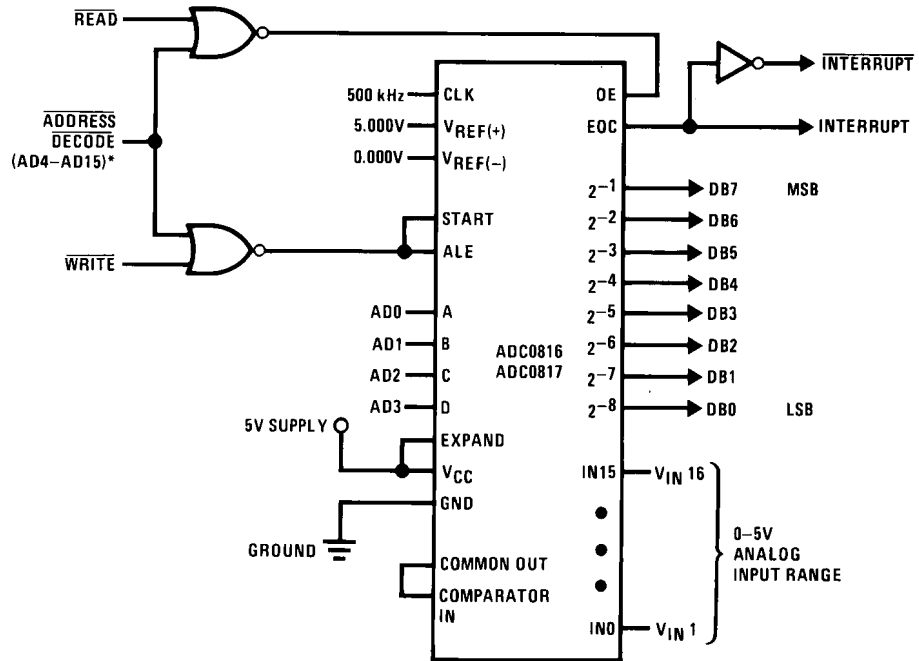 READ
ADDRESS
DECODE
(AD4–AD15)*
WRITE
500 kHz
5.000V
0.000V
CLK
VREF(+)
VREF(–)
START
ALE
AD0
AD1
AD2
AD3
A
B
C
D
5V SUPPLY
EXPAND
VCC
GND
GROUND
COMMON OUT
COMPARATOR
IN
ADC0816
ADC0817
OE
EOC
INTERRUPT
INTERRUPT
2–1 DB7 MSB
2–2 DB6
2–3 DB5
2–4 DB4
2–5 DB3
2–6 DB2
2–7 DB1
2–8 DB0 LSB
IN15 VIN 16
0–5V
ANALOG
INPUT RANGE
IN0 VIN 1